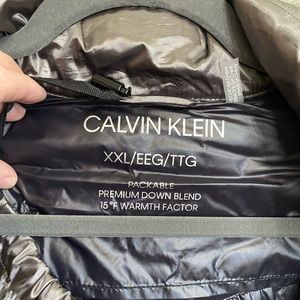 CALVIN KLEIN
XXL/EEG/TTG
PACKABLE
PREMIUM DOWN BLEND
15°F WARMTH FACTOR